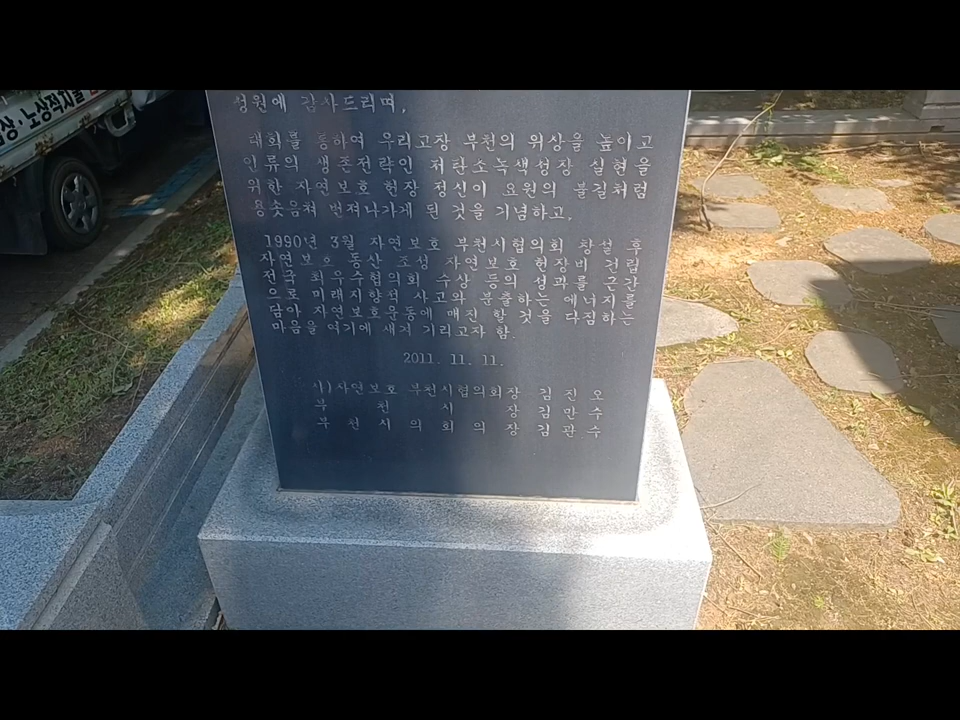 상·노상적치물
성원에 감사드리며,
대회를 통하여 우리고장 부천의 위상을 높이고
인류의 생존전략인 저탄소녹색성장 실현을
위한 자연보호 헌장 정신이 요원의 불길처럼
용솟음쳐 번져나가게 된 것을 기념하고,
1990년 3월 자연보호 부천시협의회 창설 후
자연보호 동산 조성 자연보호 헌장비 건립
전국 최우수협의회 수상 등의 성과를 근간
으로 미래지향적 사고와 분출하는 에너지를
담아 자연보호운동에 매진 할 것을 다짐하는
마음을 여기에 새겨 기리고자 함.
2011. 11. 11.
사)자연보호 부천시협의회장 김진오
부 천 시 장 김만수
부 천 시 의 회 의 장 김관수